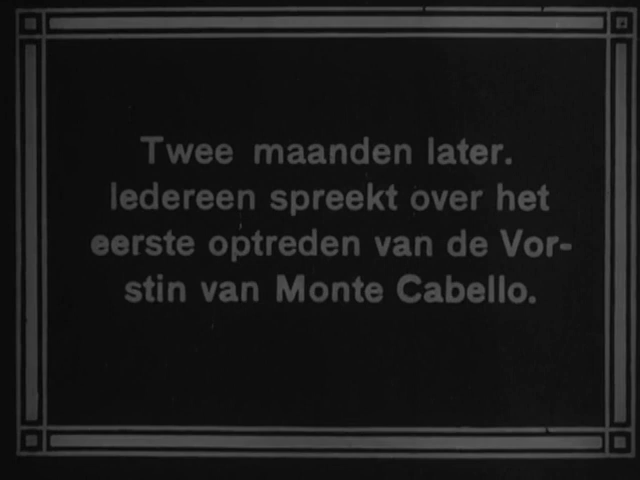 Twee maanden later.
Iedereen spreekt over het
eerste optreden van de Vor-
stin van Monte Cabello.